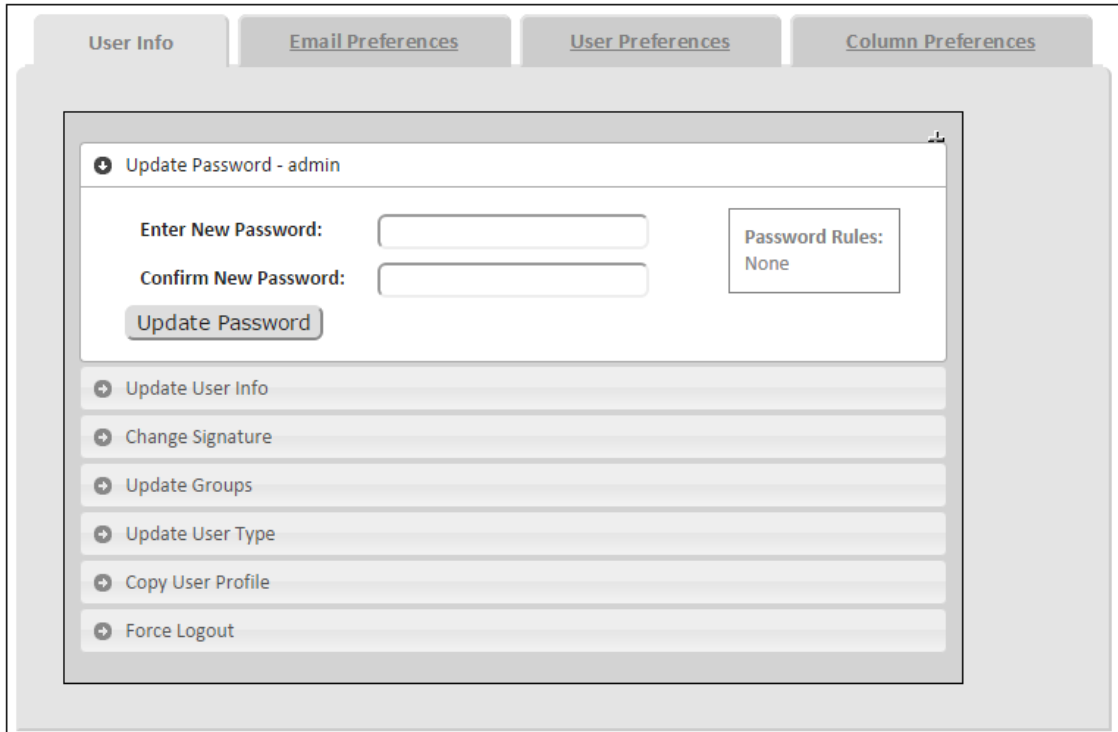 User Info
Email Preferences
User Preferences
Column Preferences
Update Password - admin
Enter New Password:
Confirm New Password:
Update Password
Password Rules:
None
Update User Info
Change Signature
Update Groups
Update User Type
Copy User Profile
Force Logout